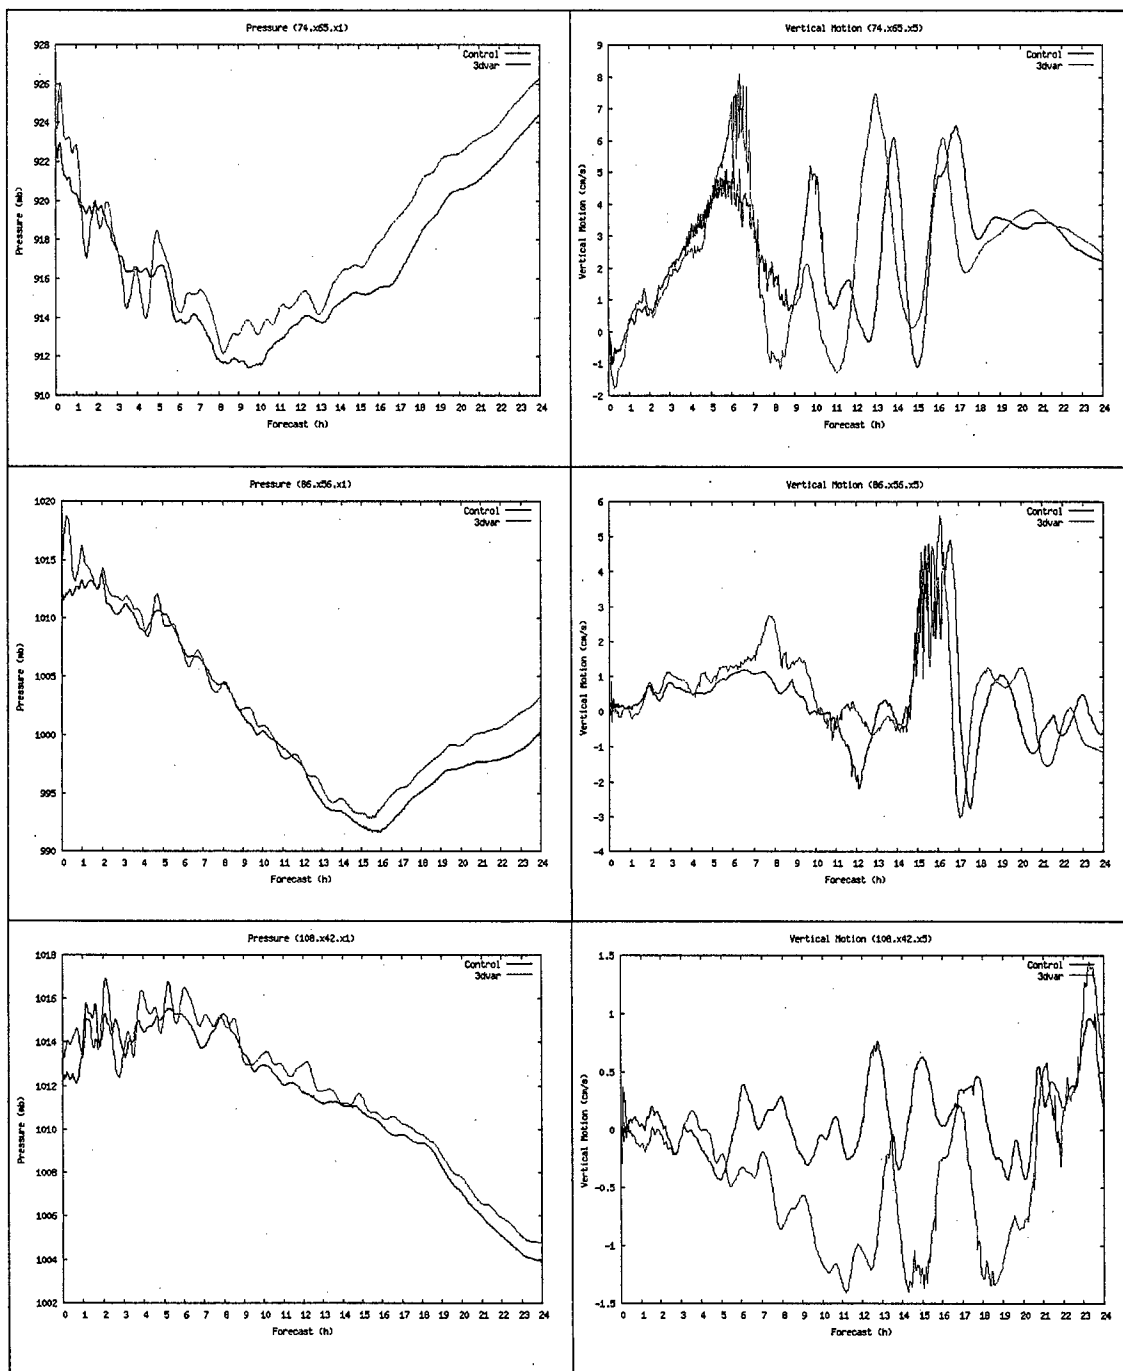 Pressure (74.x65.x1)
Control
3dvar
Pressure (mb)
928
926
924
922
920
918
916
914
912
910
0 1 2 3 4 5 6 7 8 9 10 11 12 13 14 15 16 17 18 19 20 21 22 23 24
Forecast (h)
Vertical Motion (74.x65.x5)
Control
3dvar
Vertical Motion (cm/s)
9
8
7
6
5
4
3
2
1
0
-1
-2
0 1 2 3 4 5 6 7 8 9 10 11 12 13 14 15 16 17 18 19 20 21 22 23 24
Forecast (h)
Pressure (86.x56.x1)
Control
3dvar
Pressure (mb)
1020
1015
1010
1005
1000
995
990
0 1 2 3 4 5 6 7 8 9 10 11 12 13 14 15 16 17 18 19 20 21 22 23 24
Forecast (h)
Vertical Motion (86.x56.x5)
Control
3dvar
Vertical Motion (cm/s)
6
5
4
3
2
1
0
-1
-2
-3
-4
0 1 2 3 4 5 6 7 8 9 10 11 12 13 14 15 16 17 18 19 20 21 22 23 24
Forecast (h)
Pressure (108.x42.x1)
Control
3dvar
Pressure (mb)
1018
1016
1014
1012
1010
1008
1006
1004
1002
0 1 2 3 4 5 6 7 8 9 10 11 12 13 14 15 16 17 18 19 20 21 22 23 24
Forecast (h)
Vertical Motion (108.x42.x5)
Control
3dvar
Vertical Motion (cm/s)
1.5
1
0.5
0
-0.5
-1
-1.5
0 1 2 3 4 5 6 7 8 9 10 11 12 13 14 15 16 17 18 19 20 21 22 23 24
Forecast (h)